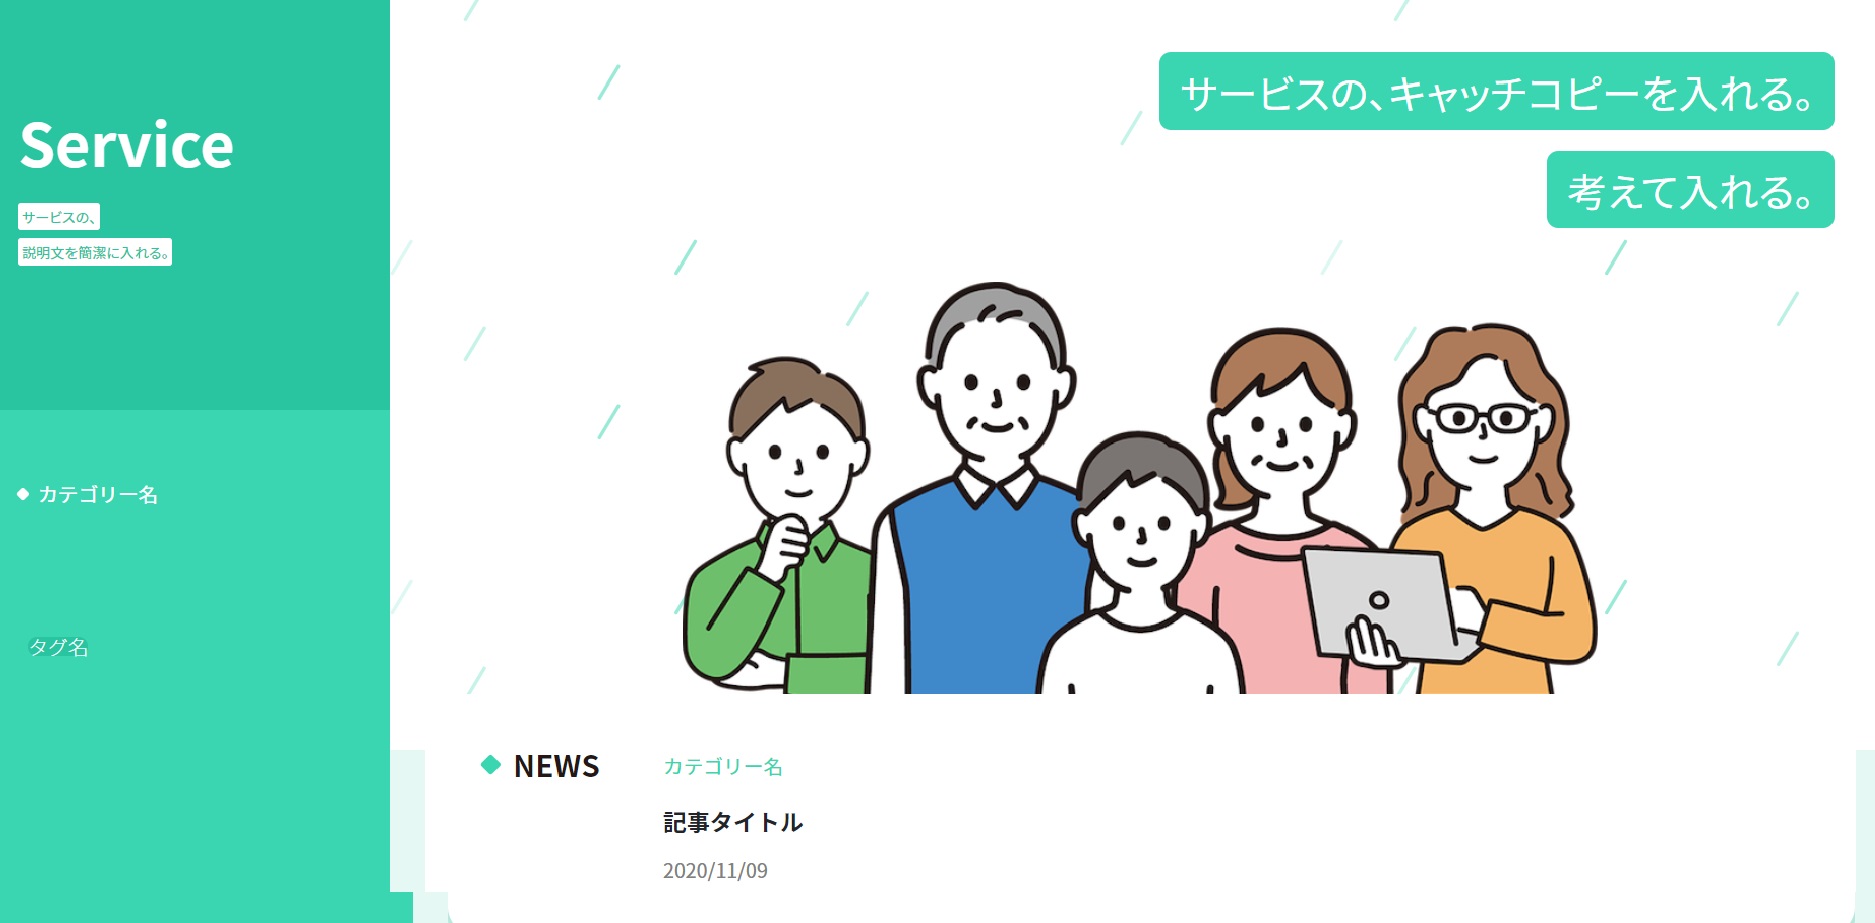 Service
サービスの、
説明文を簡潔に入れる。
カテゴリー名
タグ名
サービスの、キャッチコピーを入れる。
考えて入れる。
NEWS
カテゴリー名
記事タイトル
2020/11/09